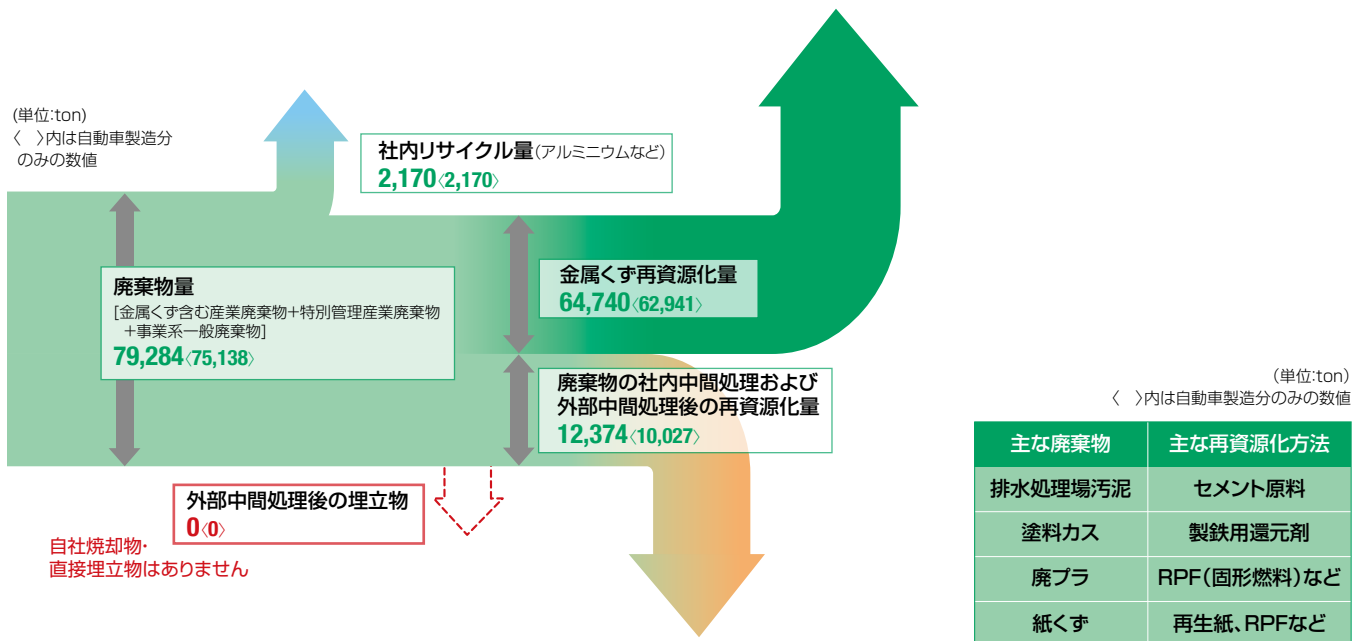 (単位:ton)
〈　〉内は自動車製造分
のみの数値
社内リサイクル量(アルミニウムなど)
2,170〈2,170〉
廃棄物量
[金属くず含む産業廃棄物+特別管理産業廃棄物
+事業系一般廃棄物]
79,284〈75,138〉
金属くず再資源化量
64,740〈62,941〉
廃棄物の社内中間処理および
外部中間処理後の再資源化量
12,374〈10,027〉
外部中間処理後の埋立物
0〈0〉
自社焼却物・
直接埋立物はありません
(単位:ton)
〈　〉内は自動車製造分のみの数値
主な廃棄物 主な再資源化方法
排水処理場汚泥 セメント原料
塗料カス 製鉄用還元剤
廃プラ RPF(固形燃料)など
紙くず 再生紙、RPFなど